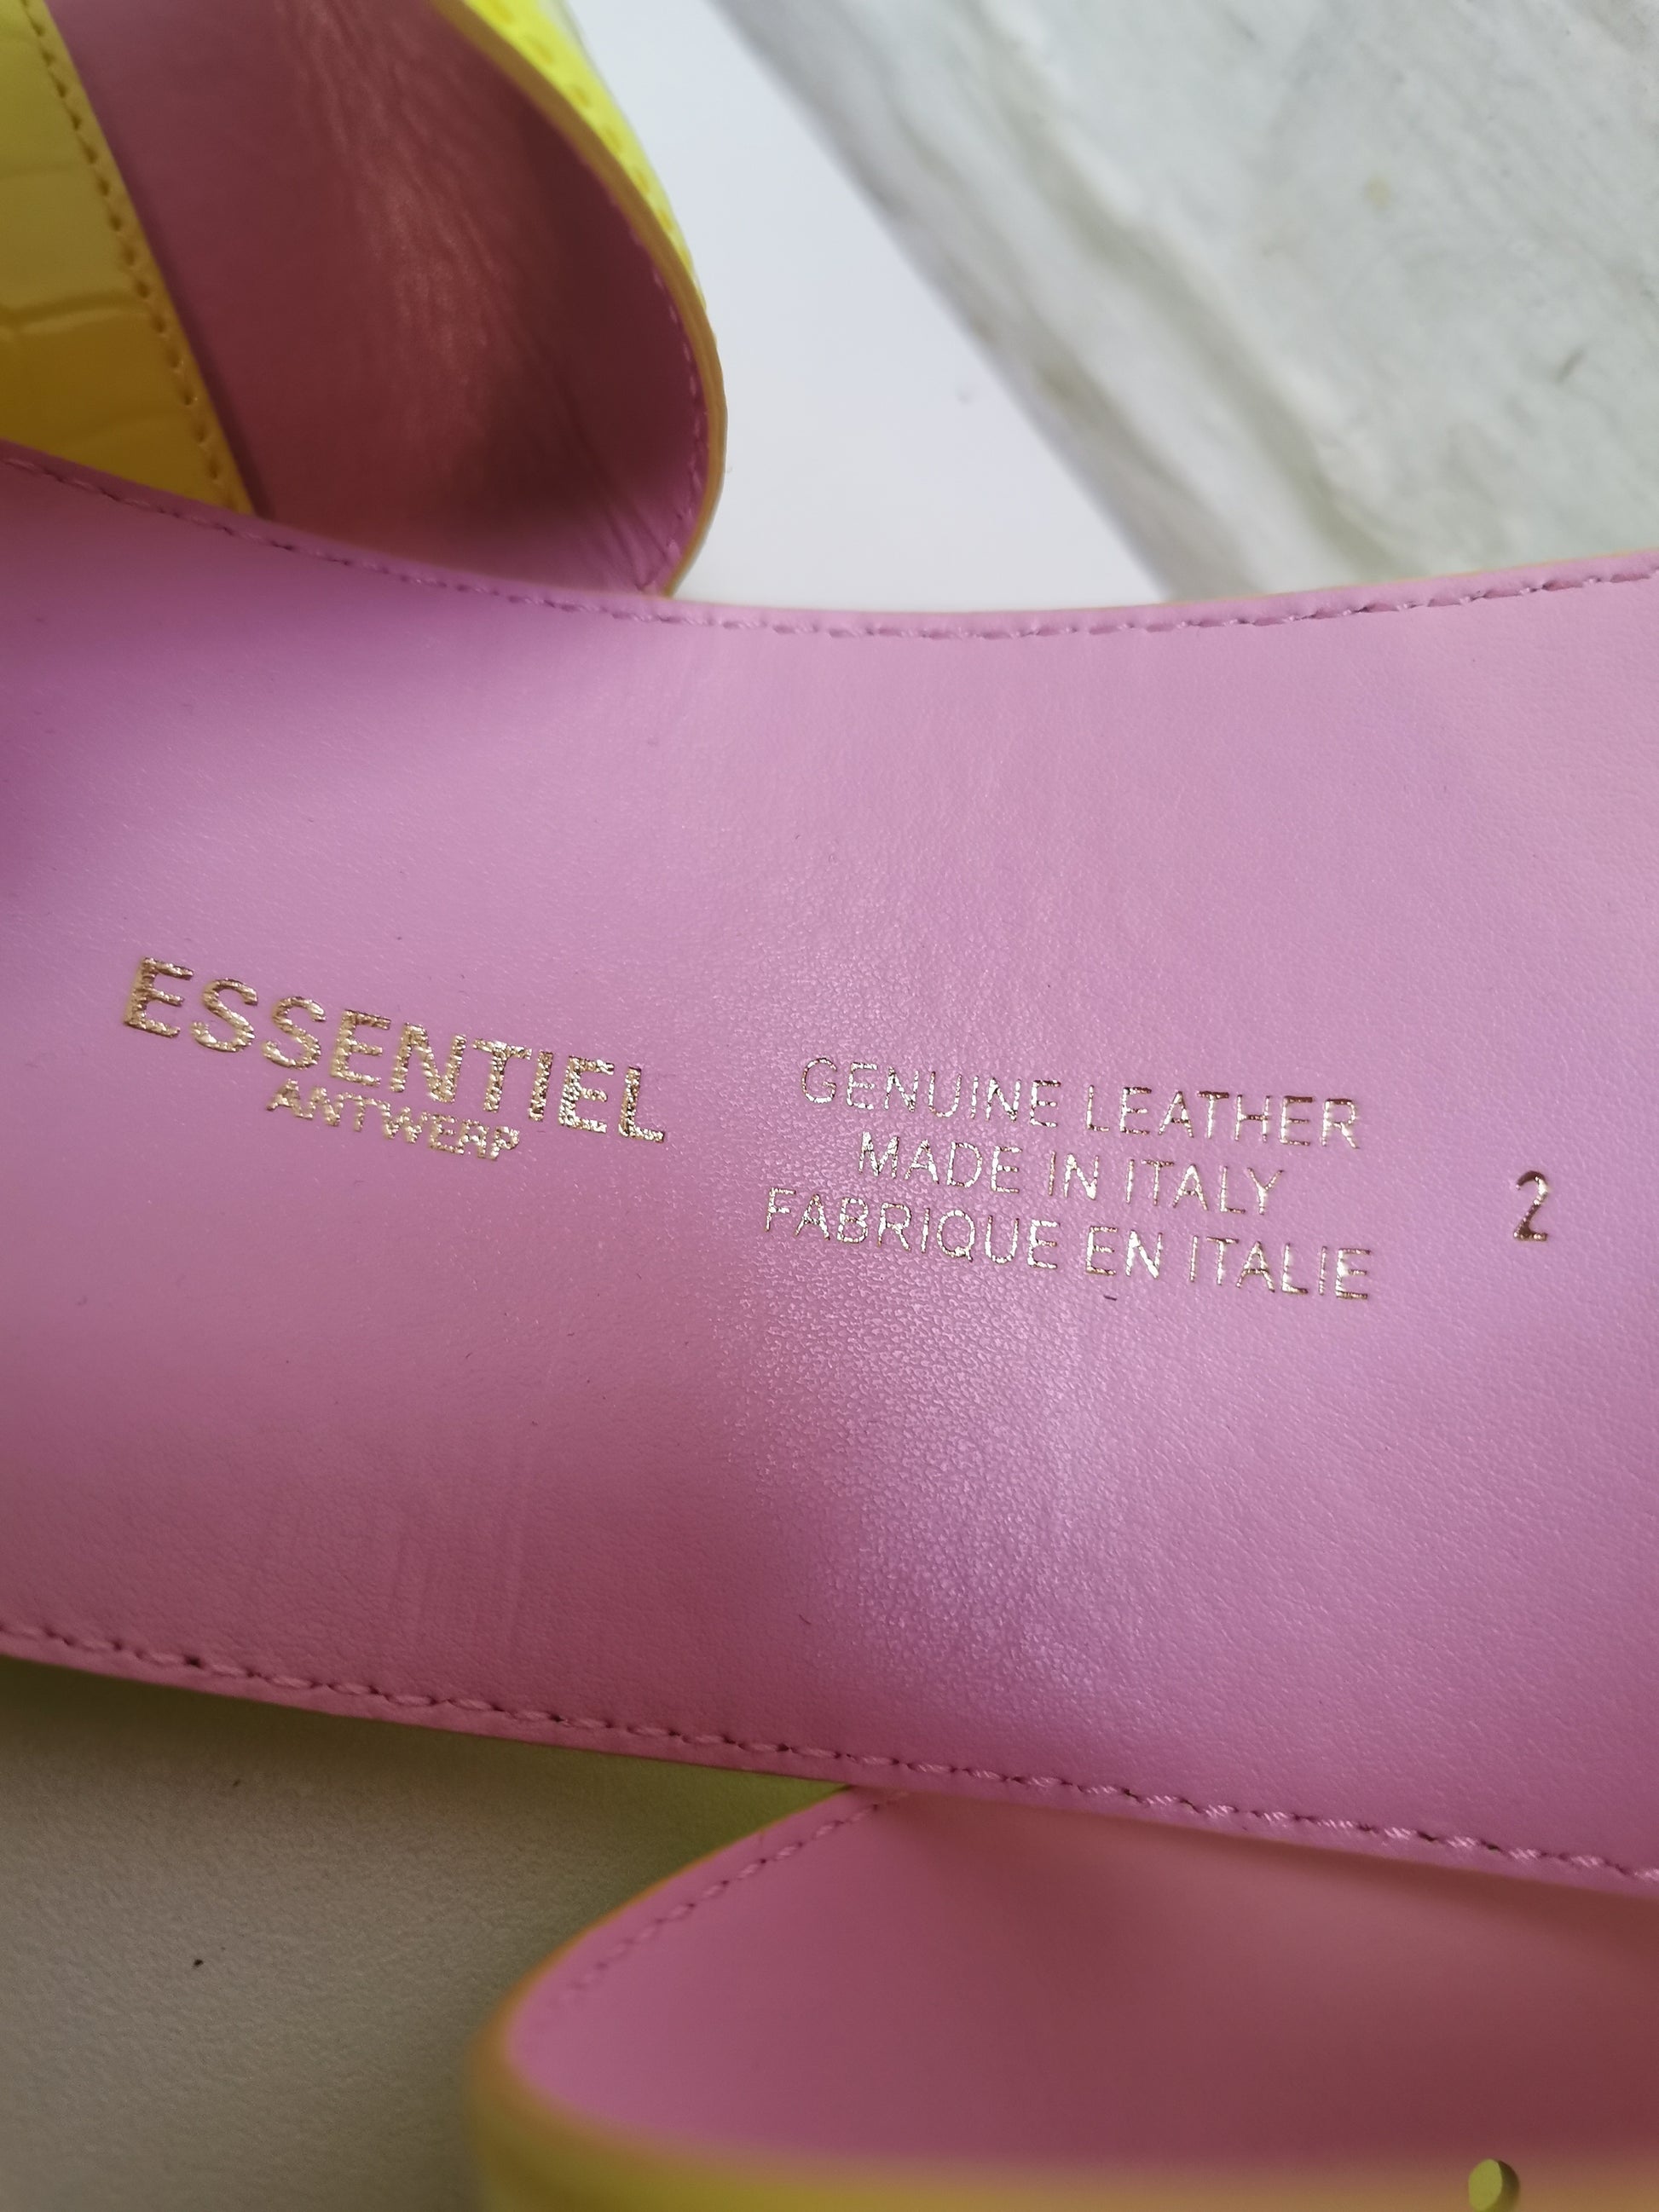 ESSENTIEL
ANTWERP
GENUINE LEATHER
MADE IN ITALY
FABRIQUE EN ITALIE
2